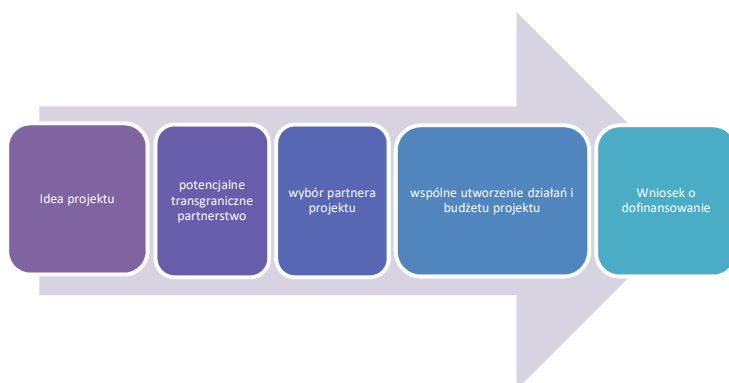 Idea projektu
potencjalne
transgraniczne
partnerstwo
wybór partnera
projektu
wspólne utworzenie działań i
budżetu projektu
Wniosek o
dofinansowanie